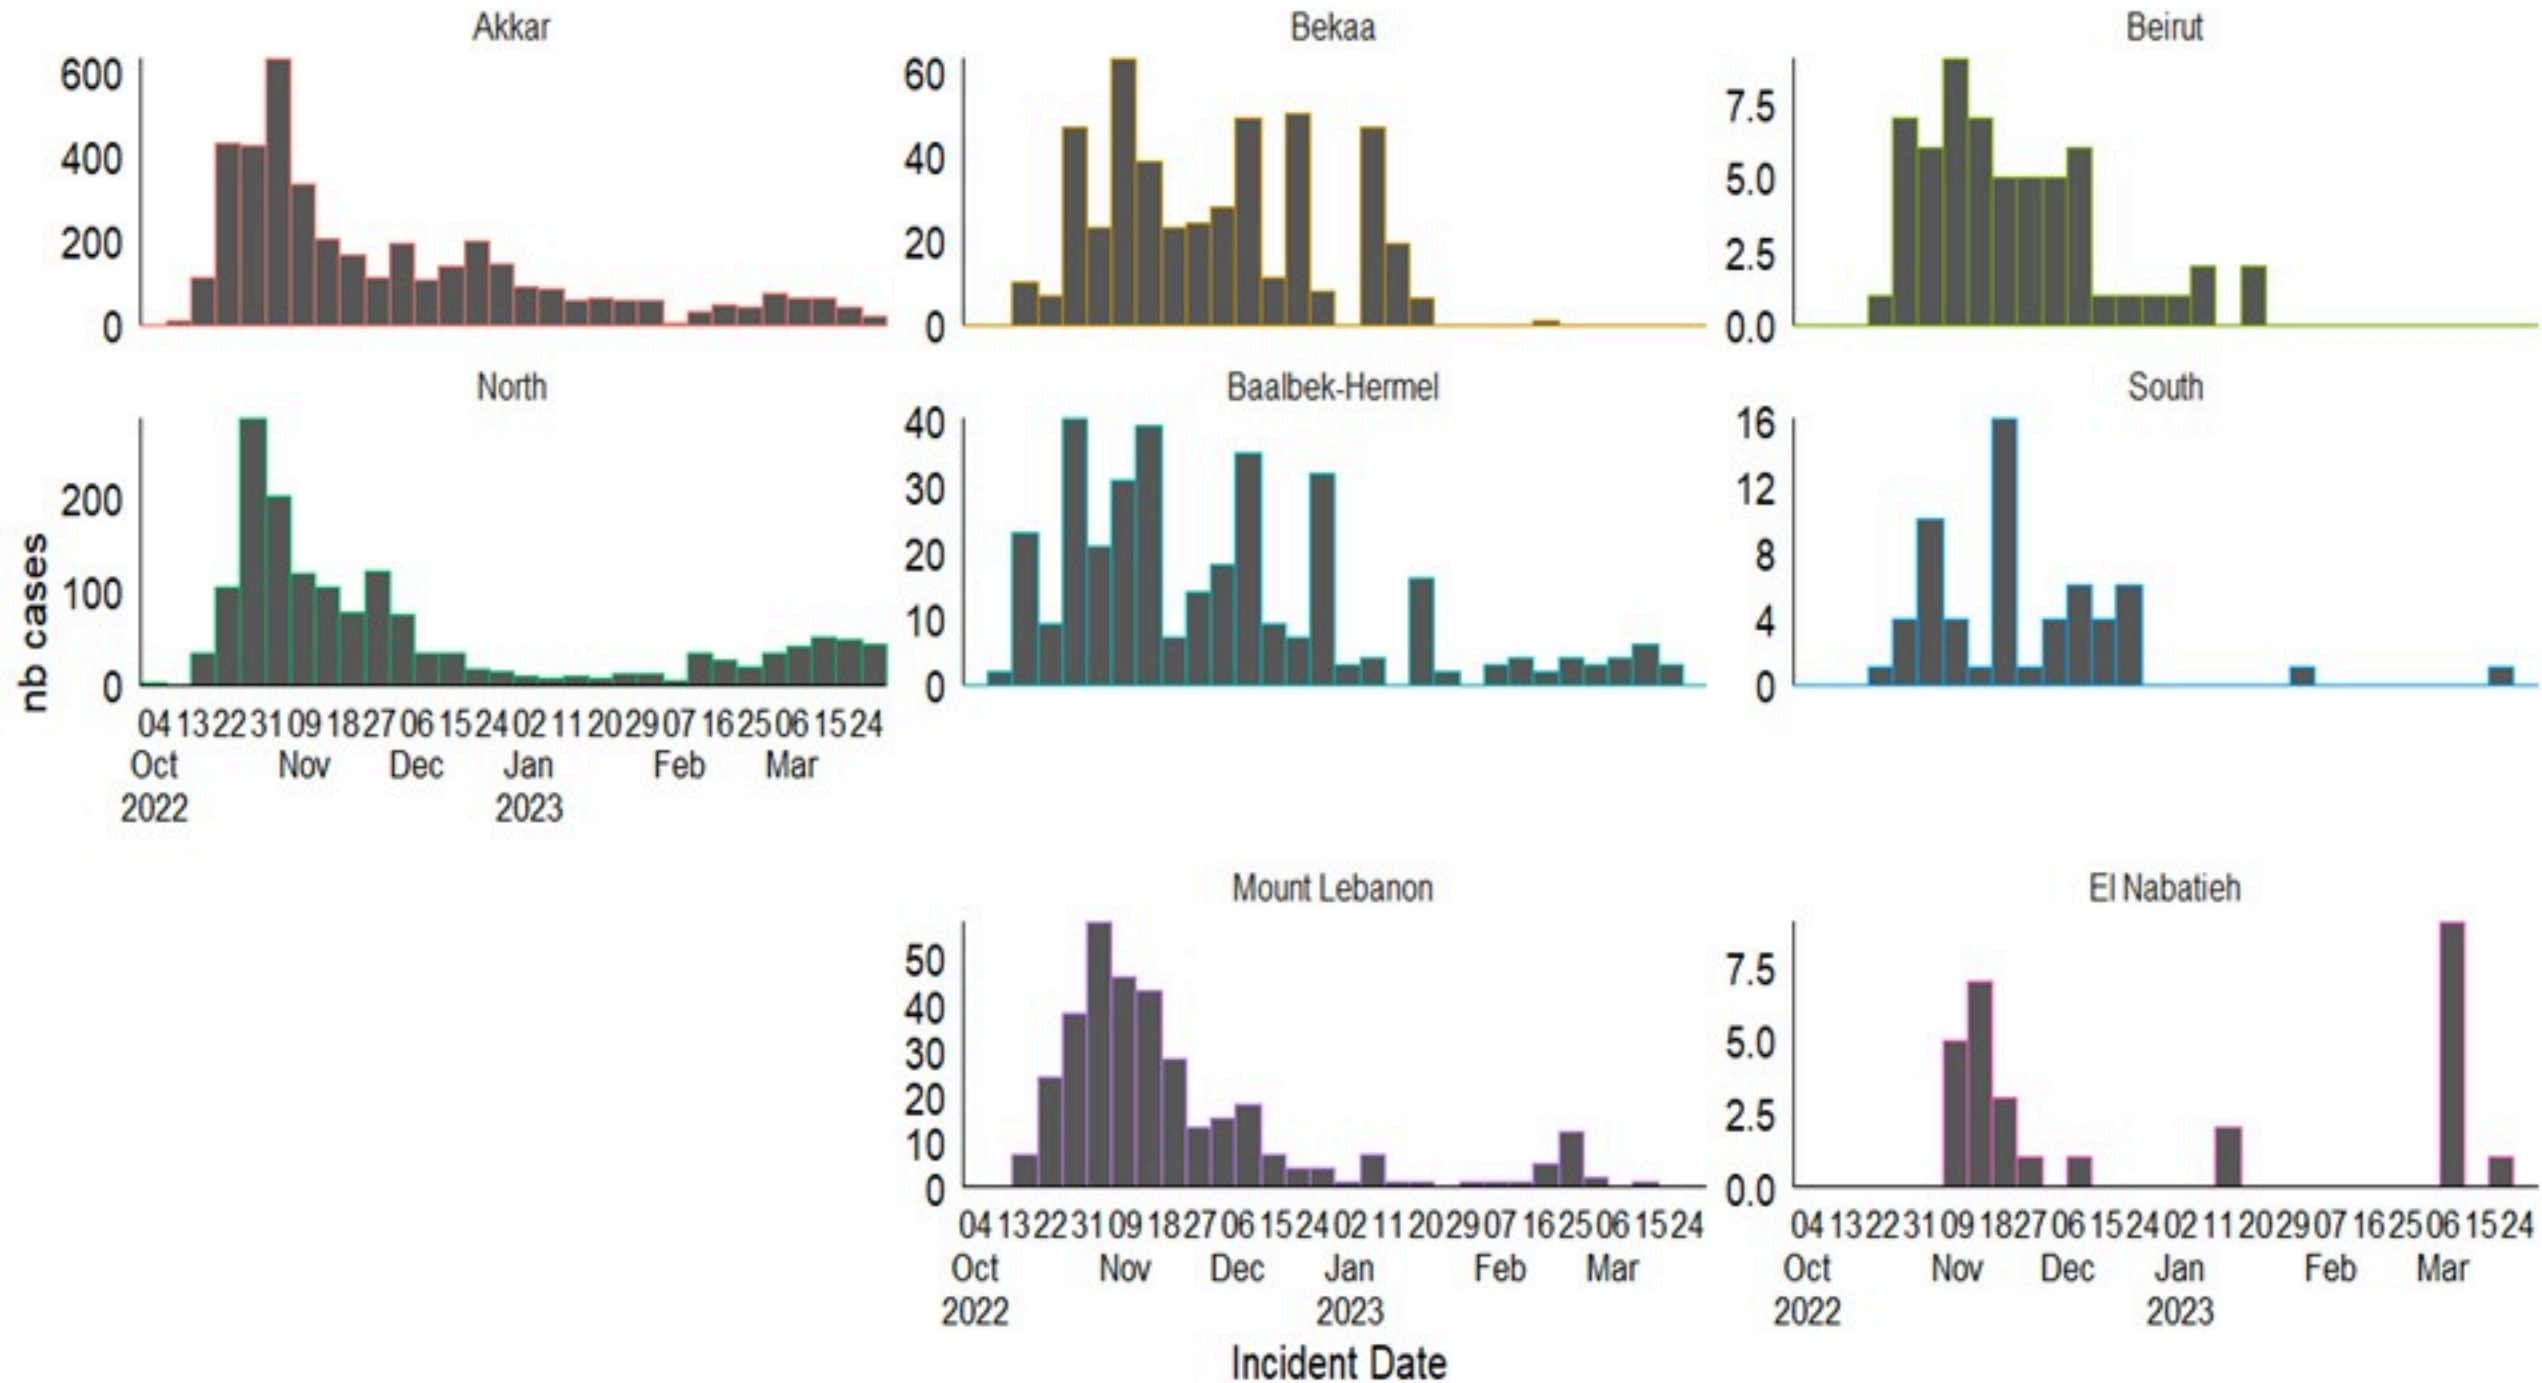 Akkar
600
400
200
0
Bekaa
60
40
20
0
Beirut
7.5
5.0
2.5
0.0
North
200
100
0
04 13 22 31 09 18 27 06 15 24 02 11 20 29 07 16 25 06 15 24
Oct Nov Dec Jan Feb Mar
2022 2023
Baalbek-Hermel
40
30
20
10
0
South
16
12
8
4
0
nb cases
Mount Lebanon
50
40
30
20
10
0
04 13 22 31 09 18 27 06 15 24 02 11 20 29 07 16 25 06 15 24
Oct Nov Dec Jan Feb Mar
2022 2023
El Nabatieh
7.5
5.0
2.5
0.0
04 13 22 31 09 18 27 06 15 24 02 11 20 29 07 16 25 06 15 24
Oct Nov Dec Jan Feb Mar
2022 2023
Incident Date